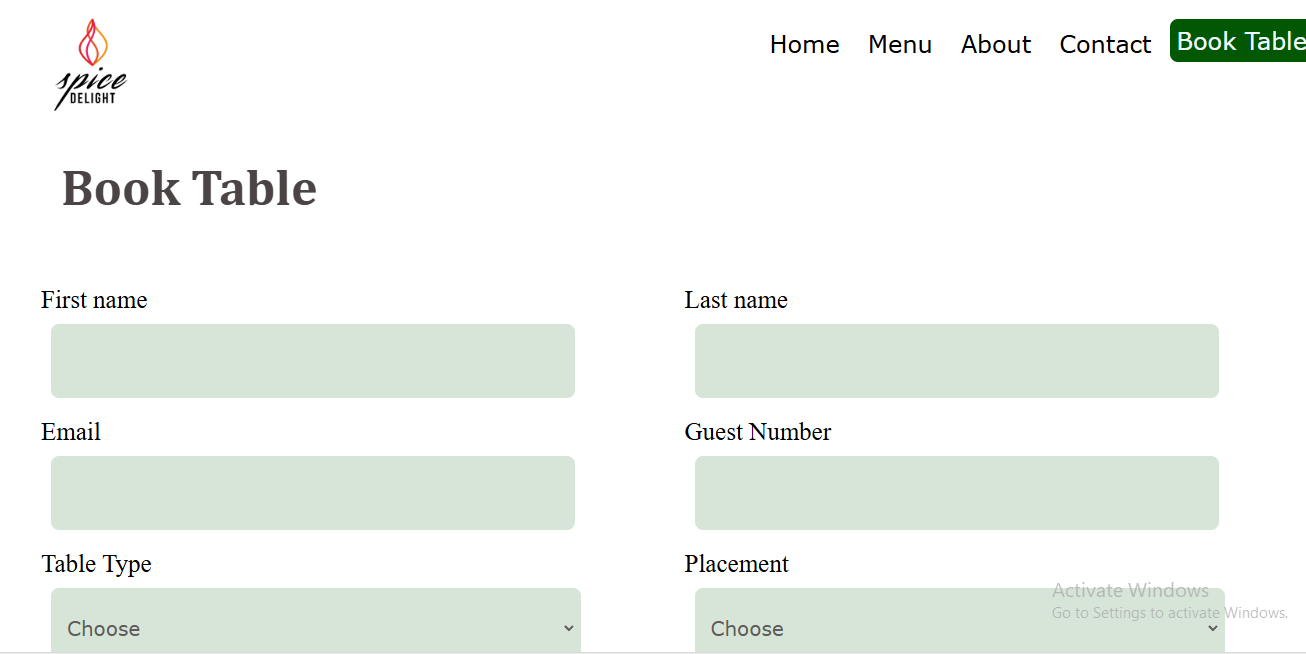 spice
DELIGHT
Home Menu About Contact Book Table
Book Table
First name Last name
Email Guest Number
Table Type Placement
Choose Choose
Activate Windows
Go to Settings to activate Windows.